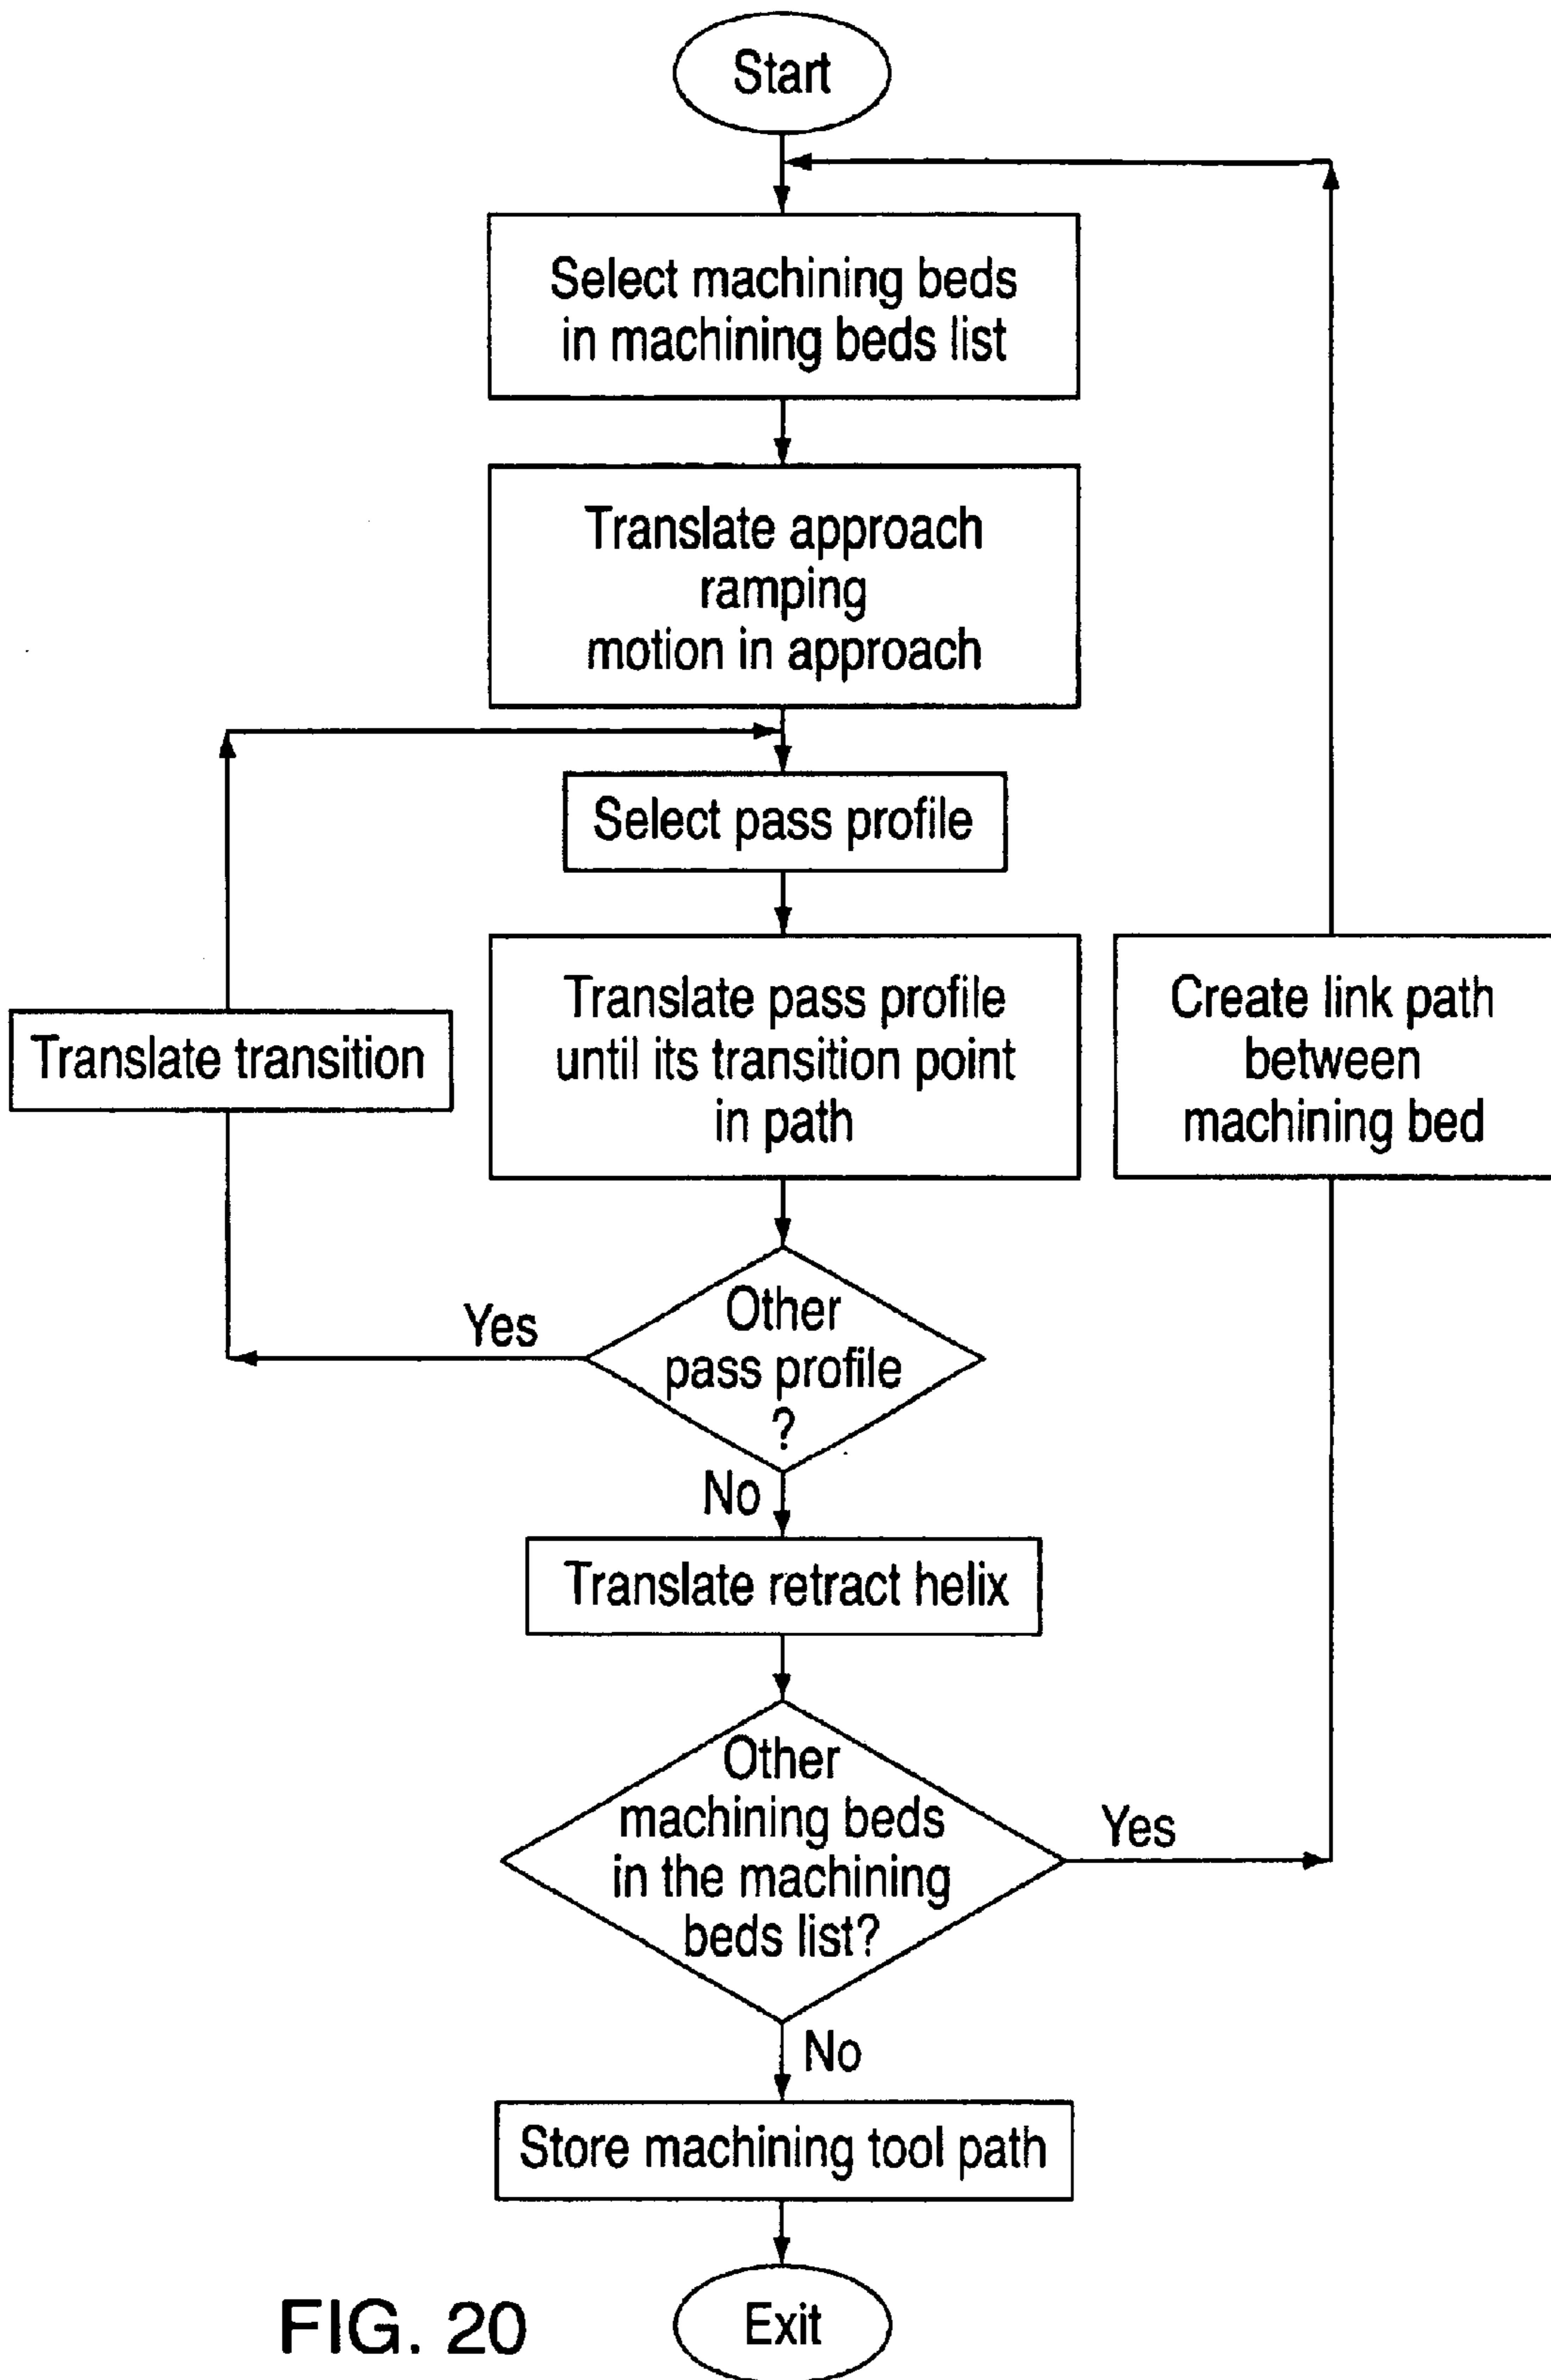 Start
Select machining beds
in machining beds list
Translate approach
ramping
motion in approach
Select pass profile
Translate pass profile
until its transition point
in path
Translate transition
Create link path
between
machining bed
Other
pass profile
?
Yes
No
Translate retract helix
Other
machining beds
in the machining
beds list?
Yes
No
Store machining tool path
Exit
FIG. 20